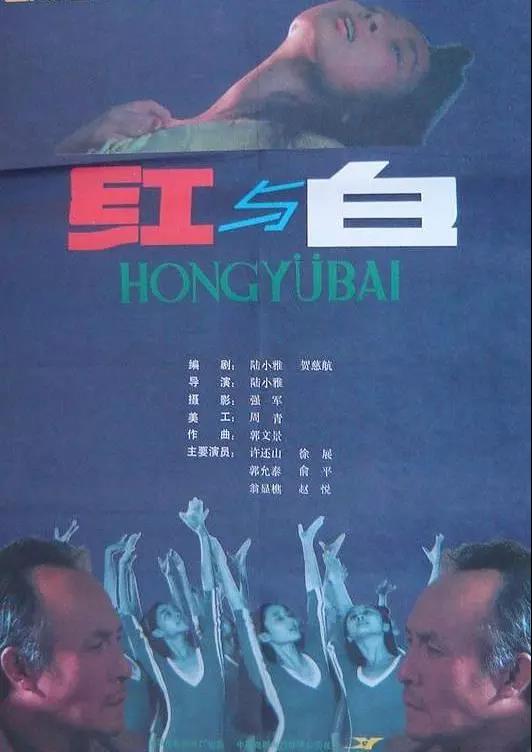 红与白
HONGYÜBAI
编 剧：陆小雅 贺慈航
导 演：陆小雅
摄 影：强 军
美 工：周 青
作 曲：郭文景
主要演员：许还山 徐 展
郭允泰 俞 平
翁显樵 赵 悦